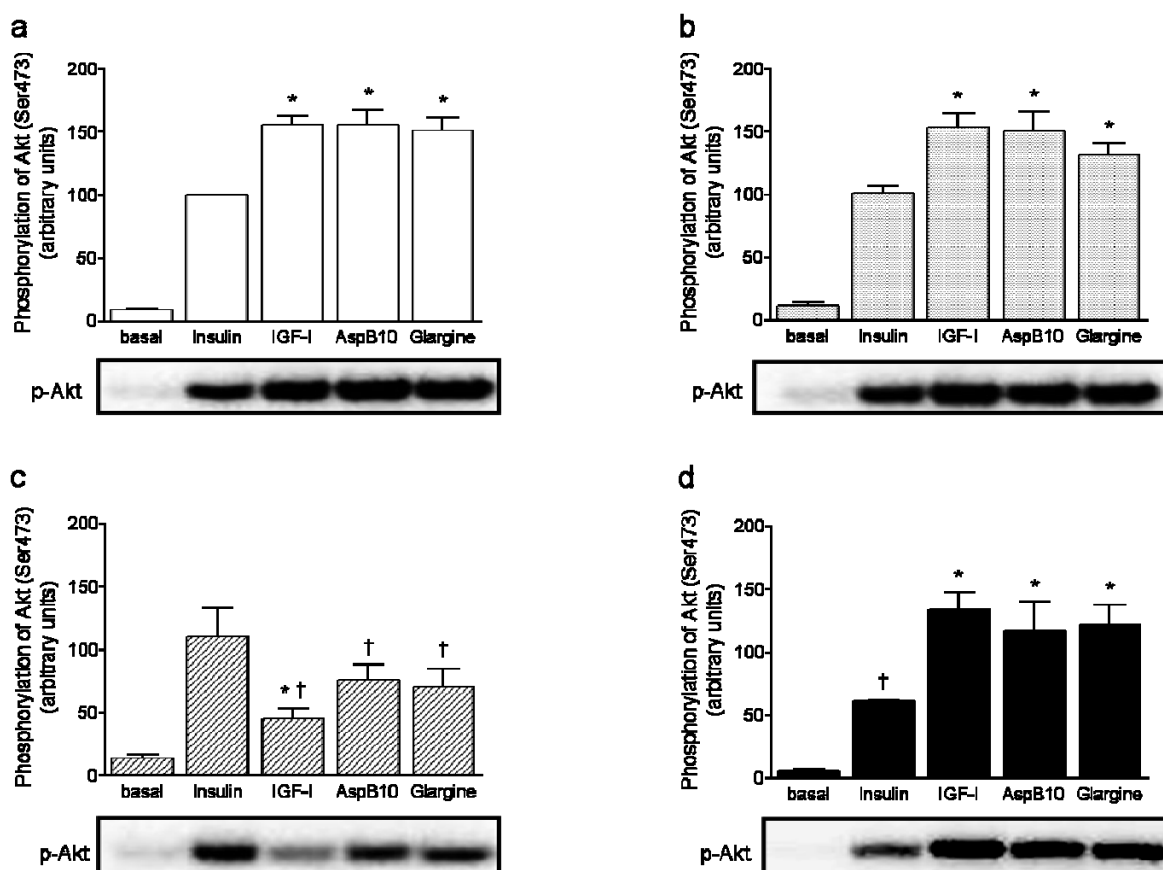 a
Phosphorylation of Akt (Ser473)
(arbitrary units)
200
150
100
50
0
* * *
basal Insulin IGF-I AspB10 Glargine
p-Akt
b
Phosphorylation of Akt (Ser473)
(arbitrary units)
200
150
100
50
0
* * *
basal Insulin IGF-I AspB10 Glargine
p-Akt
c
Phosphorylation of Akt (Ser473)
(arbitrary units)
200
150
100
50
0
* † † †
basal Insulin IGF-I AspB10 Glargine
p-Akt
d
Phosphorylation of Akt (Ser473)
(arbitrary units)
200
150
100
50
0
† * * *
basal Insulin IGF-I AspB10 Glargine
p-Akt